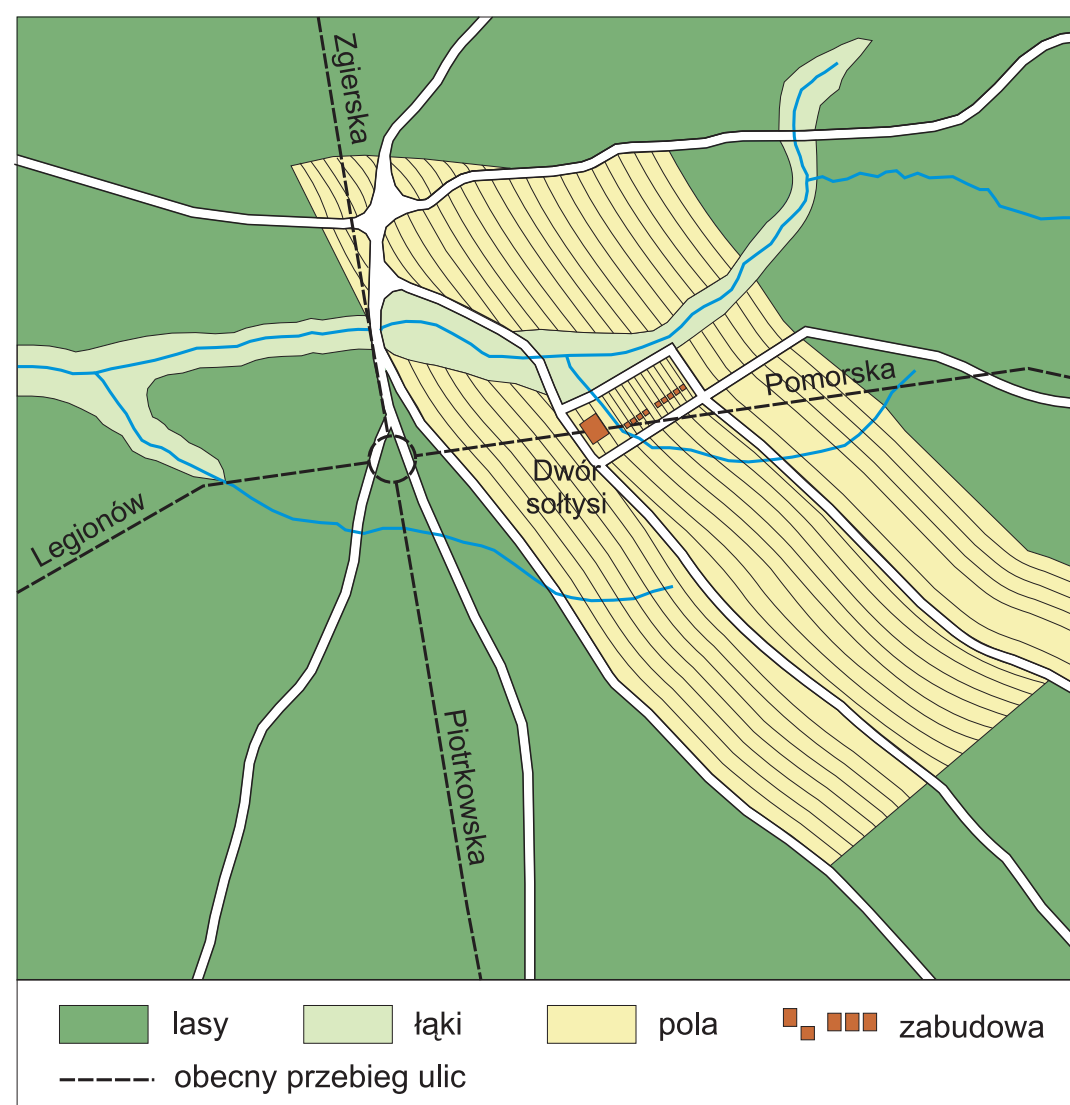 Zgierska
Pomorska
Dwór
sołtysi
Legionów
Piotrkowska
lasy
łąki
pola
zabudowa
obecny przebieg ulic